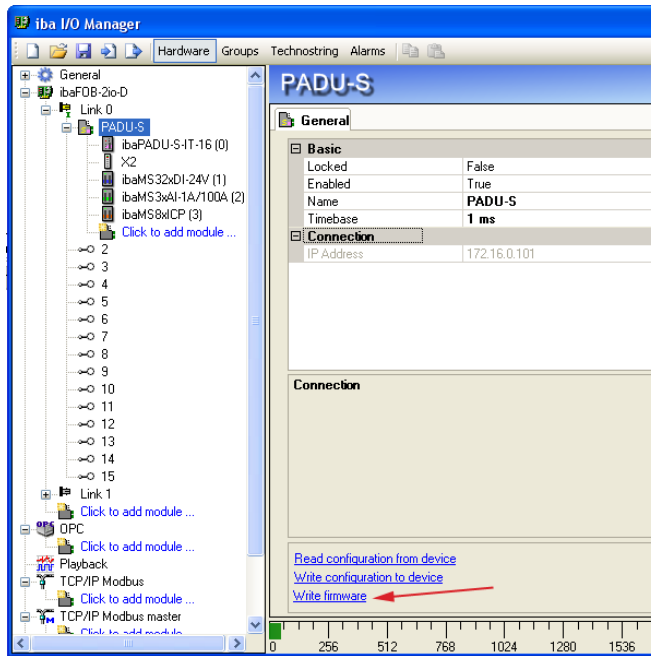 iba I/O Manager
Hardware Groups Technostring Alarms
General
ibaFOB-2io-D
Link 0
PADU-S
ibaPADU-S-IT-16 (0)
X2
ibaMS32xDI-24V (1)
ibaMS3xAI-1A/100A (2)
ibaMS8xICP (3)
Click to add module ...
2
3
4
5
6
7
8
9
10
11
12
13
14
15
Link 1
Click to add module ...
OPC
Click to add module ...
Playback
TCP/IP Modbus
Click to add module ...
TCP/IP Modbus master
Click to add module ...
PADU-S
General
Basic
Locked False
Enabled True
Name PADU-S
Timebase 1 ms
Connection
IP Address 172.16.0.101
Connection
Read configuration from device
Write configuration to device
Write firmware
0 256 512 768 1024 1280 1536